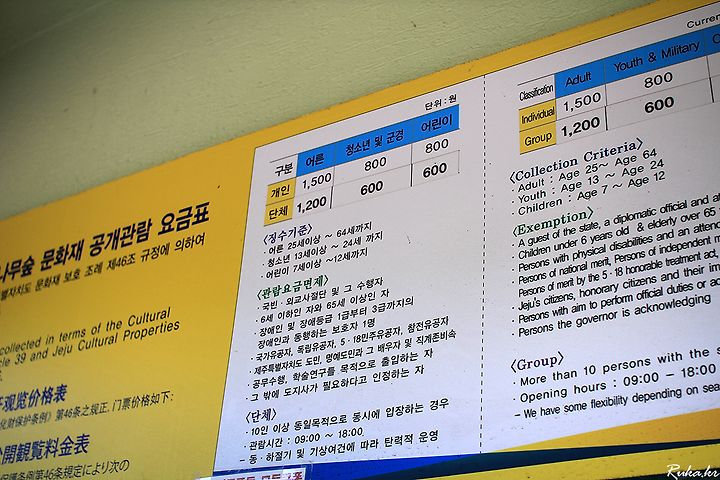 나무숲 문화재 공개관람 요금표
별자치도 문화재 보호 조례 제46조 규정에 의하여
collected in terms of the Cultural
cle 39 and Jeju Cultural Properties
观览价格表
化财保护条例》第46条之规正, 门票价格如下:
公開観覧料金表
保護条例第46条規定により次の
단위 : 원
구분 어른 청소년 및 군경 어린이
개인 1,500 800 800
단체 1,200 600 600
〈징수기준〉
· 어른 25세이상 ~ 64세까지
· 청소년 13세이상 ~ 24세 까지
· 어린이 7세이상 ~12세까지
〈관람요금면제〉
· 국빈 · 외교사절단 및 그 수행자
· 6세 이하인 자와 65세 이상인 자
· 장애인 및 장애등급 1급부터 3급까지의
장애인과 동행하는 보호자 1명
· 국가유공자, 독립유공자, 5 · 18민주유공자, 참전유공자
· 제주특별자치도 도민, 명예도민과 그 배우자 및 직계존비속
· 공무수행, 학술연구를 목적으로 출입하는 자
· 그 밖에 도지사가 필요하다고 인정하는 자
〈단체〉
· 10인 이상 동일목적으로 동시에 입장하는 경우
· 관람시간 : 09:00 ~ 18:00
– 동 · 하절기 및 기상여건에 따라 탄력적 운영
Classification Adult Youth & Military
Individual 1,500 800
Group 1,200 600
〈Collection Criteria〉
· Adult : Age 25~ Age 64
· Youth : Age 13 ~ Age 24
· Children : Age 7 ~ Age 12
〈Exemption〉
· A guest of the state, a diplomatic official and at
· Children under 6 years old & elderly over 65
· Persons with physical disabilities and an attend
· Persons of national merit, Persons of independent m
Persons of merit by the 5 · 18 honorable treatment act,
· Jeju's citizens, honorary citizens and their im
· Persons with aim to perform official duties or ac
· Persons the governor is acknowledging
〈Group〉
· More than 10 persons with the s
· Opening hours : 09:00 ~ 18:00
– We have some flexibility depending on sea
Ruka.kr